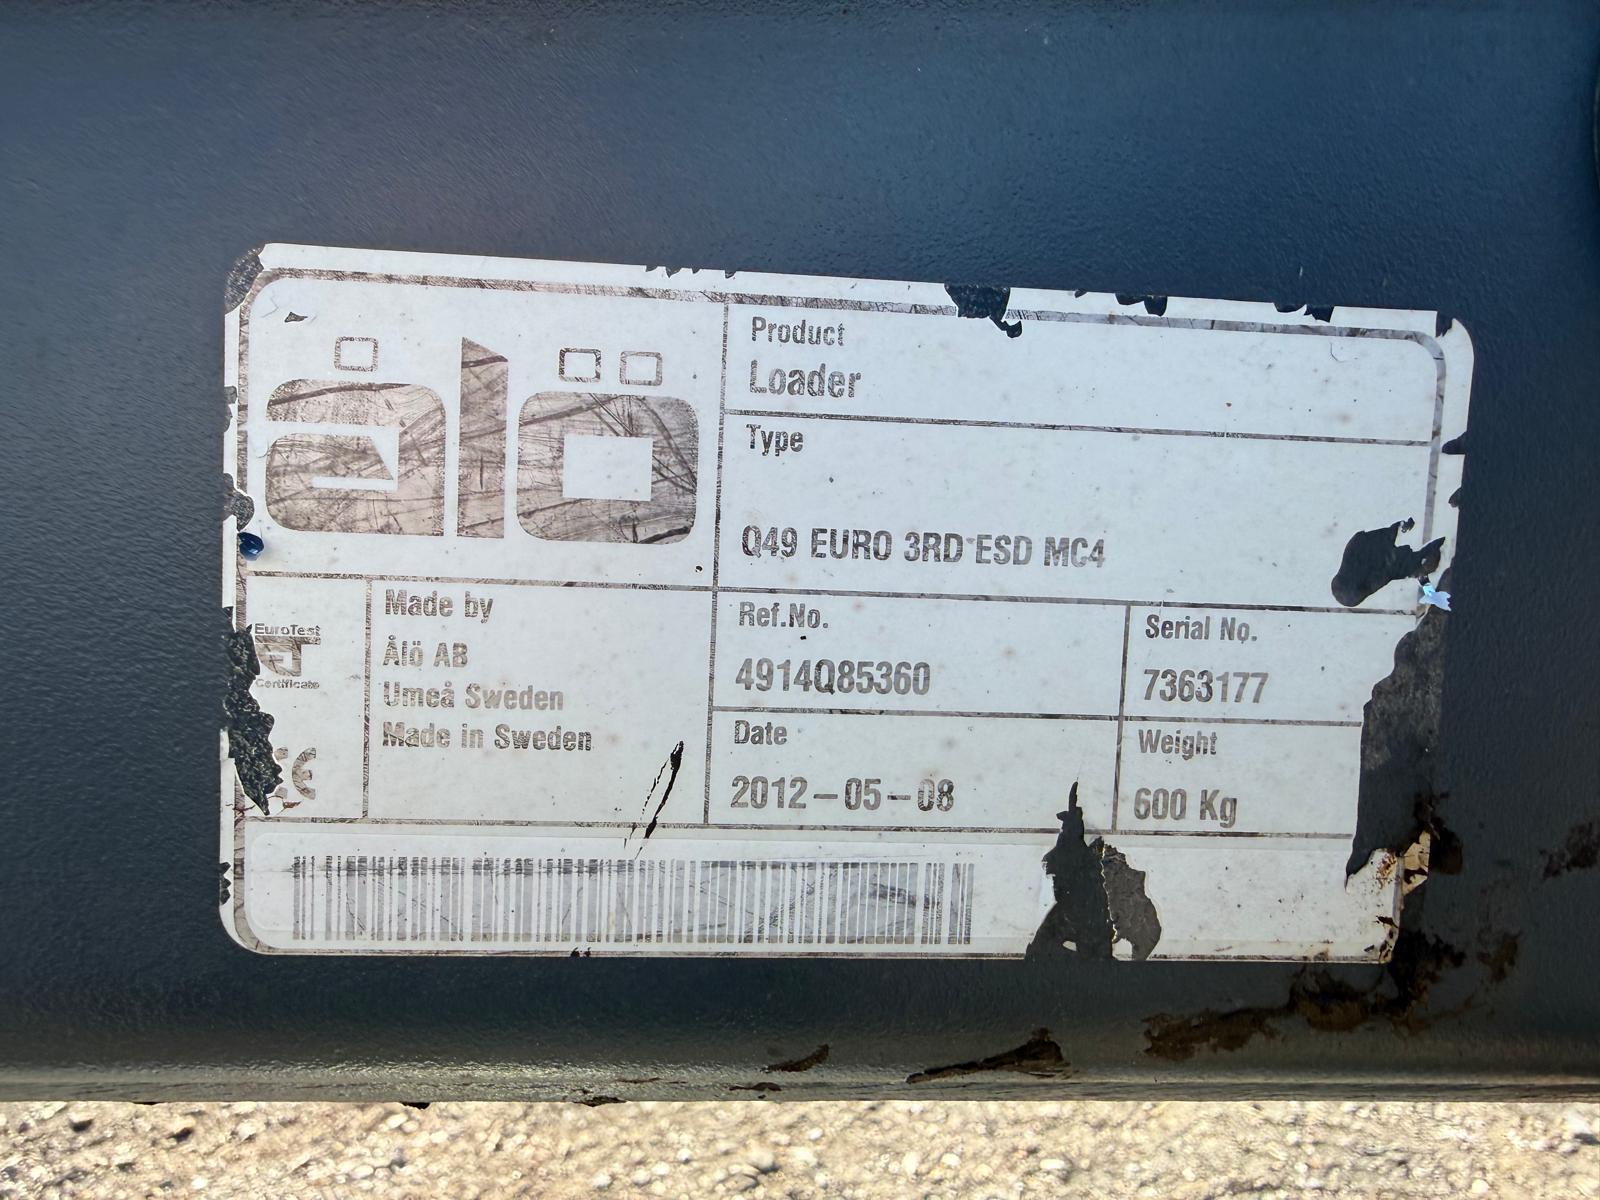 ålö
Product
Loader
Type
Q49 EURO 3RD ESD MC4
EuroTest
Certificate
CE
Made by
Ålö AB
Umeå Sweden
Made in Sweden
Ref.No.
4914Q85360
Serial No.
7363177
Date
2012-05-08
Weight
600 Kg